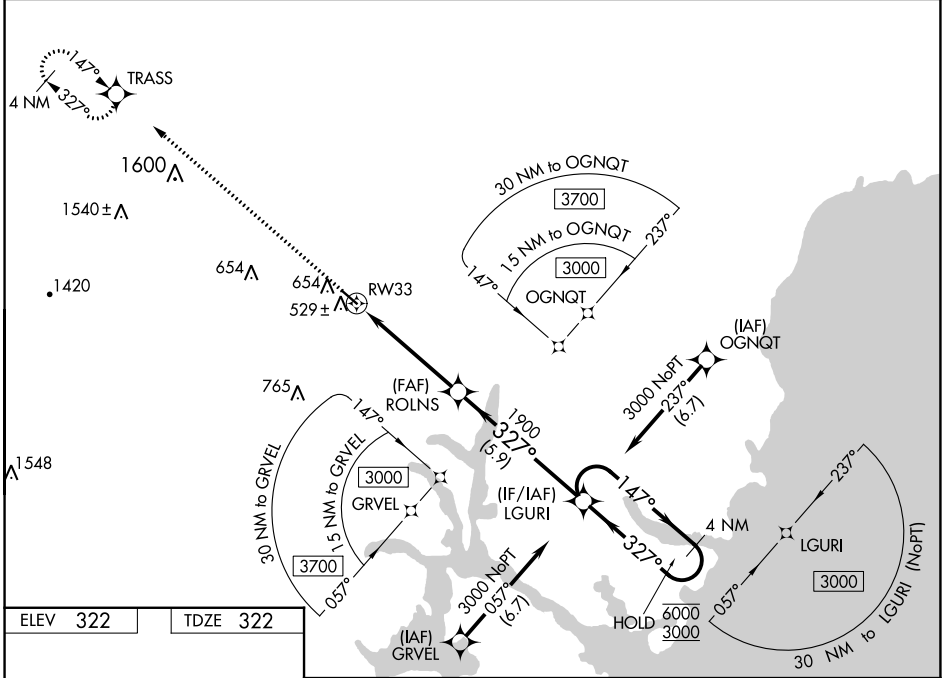 147°
TRASS
4 NM
327°
1600
1540 ±
654
1420
654
RW33
529 ±
30 NM to OGNQT
3700
15 NM to OGNQT
237°
3000
147°
OGNQT
(IAF)
OGNQT
3000 NoPT
237°
(6.7)
765
(FAF)
ROLNS
1900
327°
(5.9)
147°
30 NM to GRVEL
15 NM to GRVEL
3000
GRVEL
3700
057°
1548
(IF/IAF)
LGURI
147°
4 NM
327°
HOLD
6000
3000
237°
LGURI
3000
057°
30 NM to LGURI (NoPT)
3000 NoPT
057°
(6.7)
(IAF)
GRVEL
ELEV 322
TDZE 322